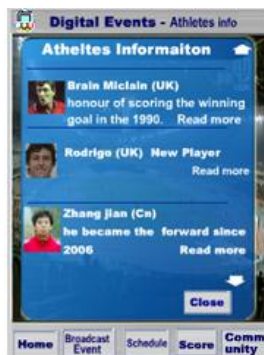 Digital Events - Athletes info
Atheltes Informaiton
Brain Mclain (UK)
honour of scoring the winning
goal in the 1990. Read more
Rodrigo (UK) New Player
Read more
Zhang jian (Cn)
he became the forward since
2006 Read more
Close
Home Broadcast Event Schedule Score Comm unity